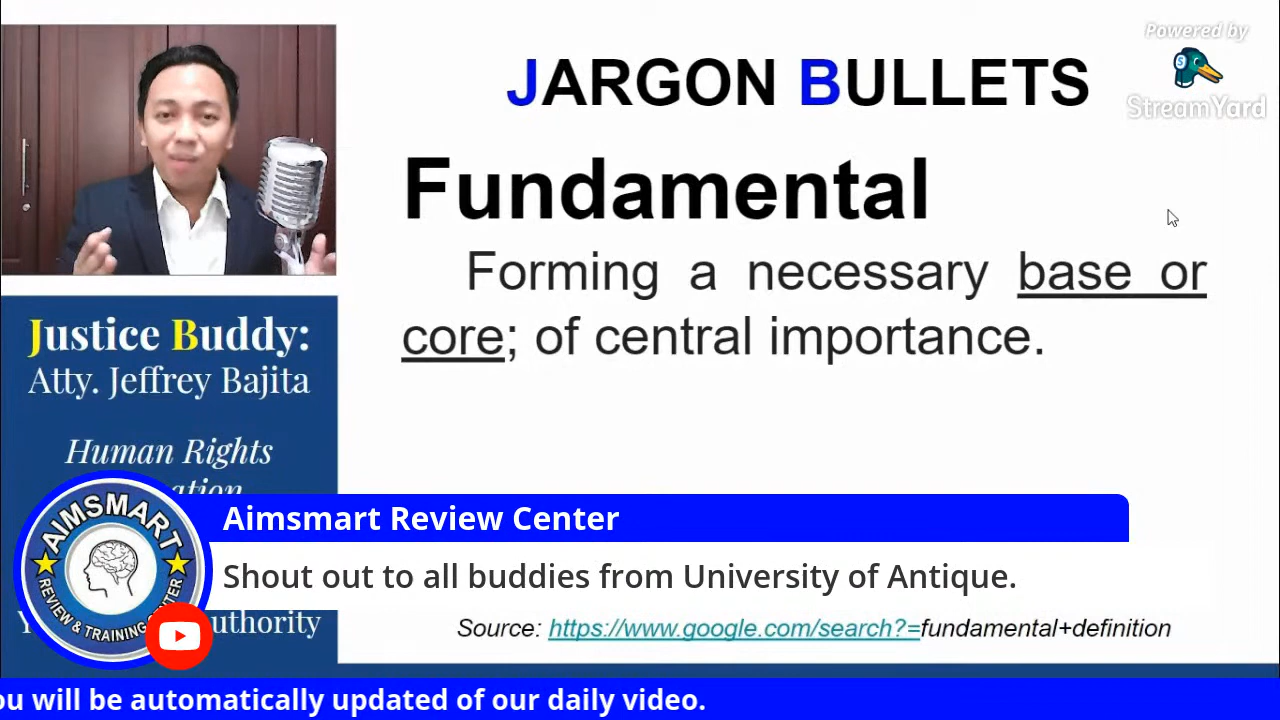 Powered by
StreamYard
JARGON BULLETS
Fundamental
Forming a necessary base or
core; of central importance.
Justice Buddy:
Atty. Jeffrey Bajita
Human Rights
AIMSMART
REVIEW & TRAINING CENTER
Aimsmart Review Center
Shout out to all buddies from University of Antique.
Source: https://www.google.com/search?=fundamental+definition
ou will be automatically updated of our daily video.